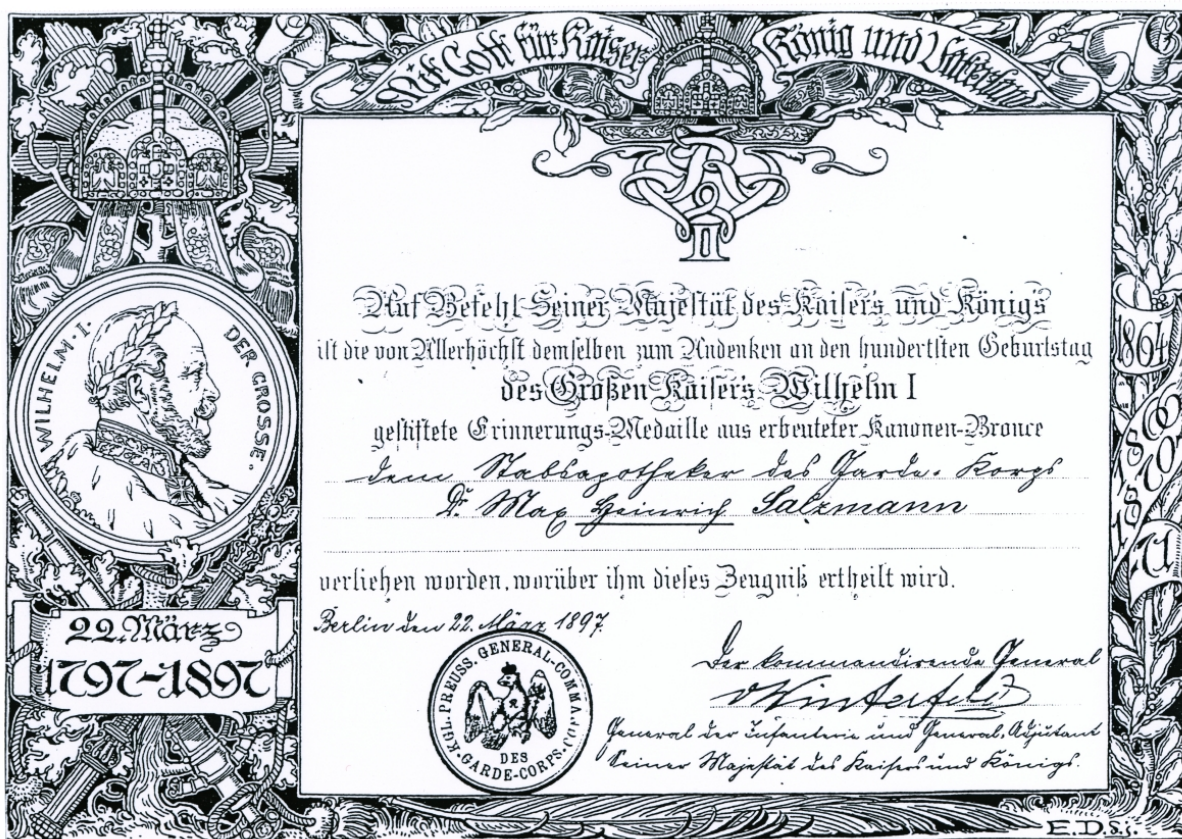 Mit Gott für Kaiser König und Vaterland
WILHELM · I · DER GROSSE.
22. März
1797-1897
Auf Befehl Seiner Majestät des Kaisers und Königs
ist die von Allerhöchst demselben zum Andenken an den hundertsten Geburtstag
des Großen Kaisers Wilhelm I
gestiftete Erinnerungs-Medaille aus erbeuteter Kanonen-Bronce
dem Stabsapotheker des Garde-Korps
Dr. Max Heinrich Salzmann
verliehen worden, worüber ihm dieses Zeugniß ertheilt wird.
Berlin den 22. März 1897.
KGL. PREUSS. GENERAL-COMMANDO
DES
GARDE-CORPS.
Der kommandirende General
vWinterfeld
General der Infanterie und General-Adjutant
Seiner Majestät des Kaisers und Königs.
1864
1866
1870
71
E.D.